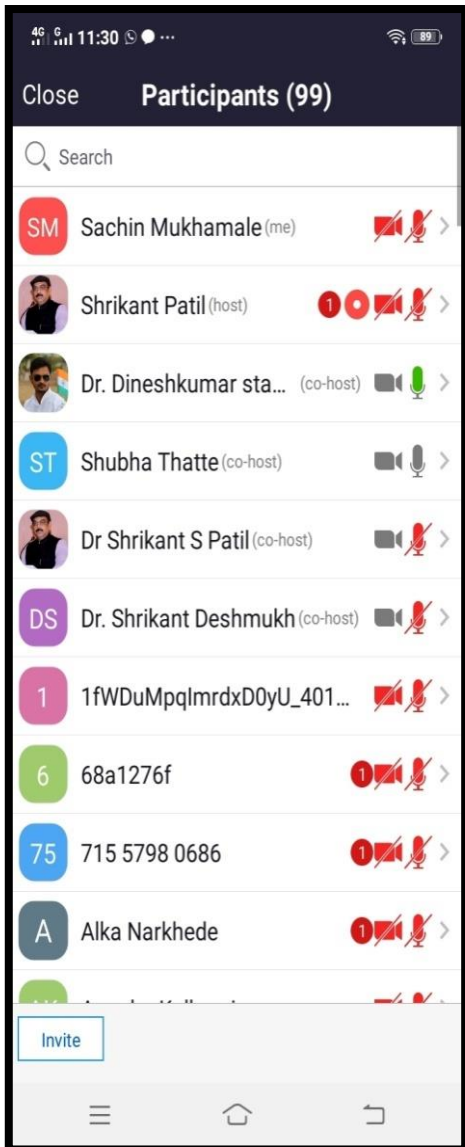 4G G 11:30 ...
89
Close Participants (99)
Search
SM Sachin Mukhamale (me)
Shrikant Patil (host) 1
Dr. Dineshkumar sta... (co-host)
ST Shubha Thatte (co-host)
Dr Shrikant S Patil (co-host)
DS Dr. Shrikant Deshmukh (co-host)
1 1fWDuMpqImrdxD0yU_401...
6 68a1276f 1
75 715 5798 0686 1
A Alka Narkhede 1
Invite